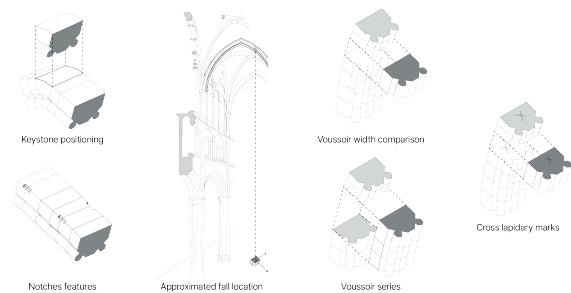 Keystone positioning
Voussoir width comparison
Cross lapidary marks
Notches features
Approximated fall location
Voussoir series